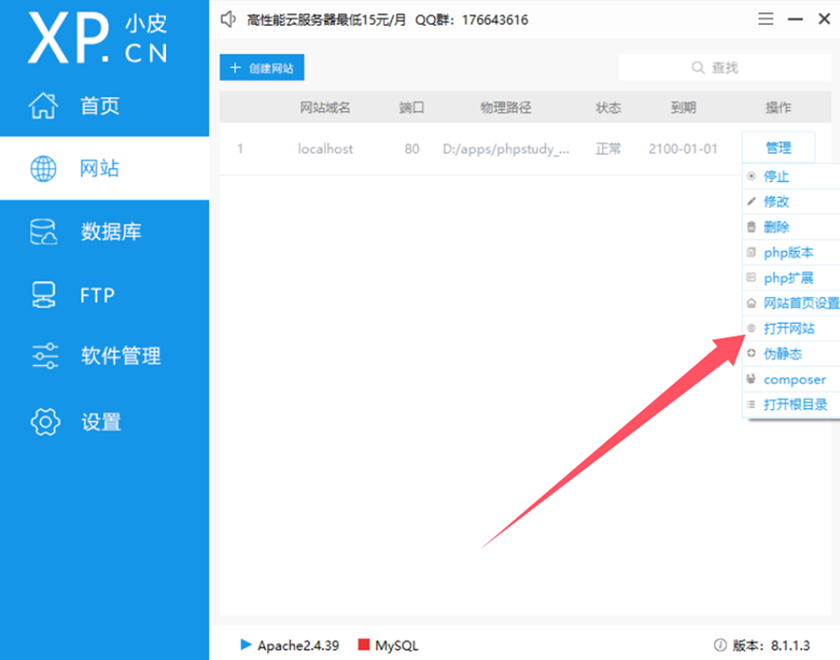 XP.CN 小皮
高性能云服务器最低15元/月 QQ群：176643616
首页
网站
数据库
FTP
软件管理
设置
+ 创建网站
查找
网站域名 端口 物理路径 状态 到期 操作
1 localhost 80 D:/apps/phpstudy_... 正常 2100-01-01 管理
停止
修改
删除
php版本
php扩展
网站首页设置
打开网站
伪静态
composer
打开根目录
Apache2.4.39 MySQL 版本：8.1.1.3